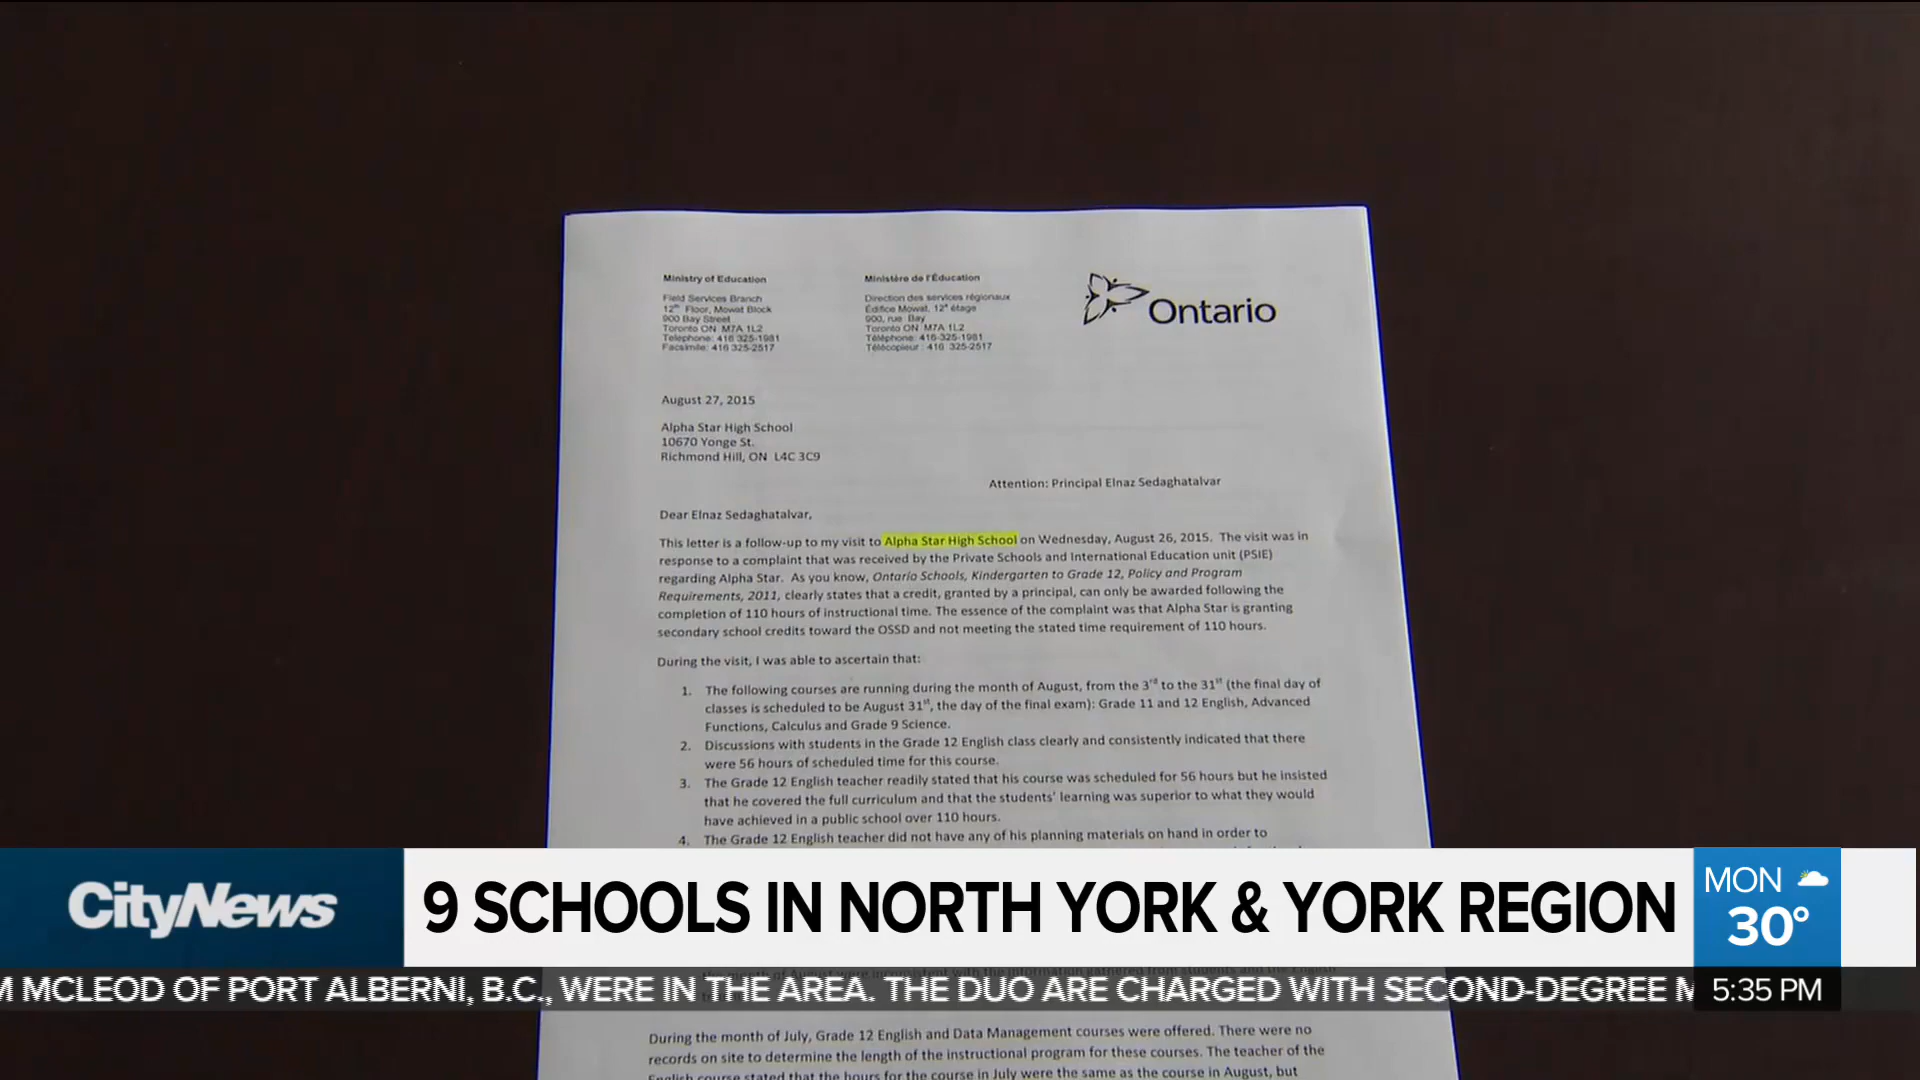 Ministry of Education
Field Services Branch
12th Floor, Mowat Block
900 Bay Street
Toronto ON M7A 1L2
Telephone: 416 325-1981
Facsimile: 416 325-2517
Ministère de l'Éducation
Direction des services régionaux
Édifice Mowat, 12e étage
900, rue Bay
Toronto ON M7A 1L2
Téléphone: 416-325-1981
Télécopieur : 416 325-2517
Ontario
August 27, 2015
Alpha Star High School
10670 Yonge St.
Richmond Hill, ON L4C 3C9
Attention: Principal Elnaz Sedaghatalvar
Dear Elnaz Sedaghatalvar,
This letter is a follow-up to my visit to Alpha Star High School on Wednesday, August 26, 2015. The visit was in
response to a complaint that was received by the Private Schools and International Education unit (PSIE)
regarding Alpha Star. As you know, Ontario Schools, Kindergarten to Grade 12, Policy and Program
Requirements, 2011, clearly states that a credit, granted by a principal, can only be awarded following the
completion of 110 hours of instructional time. The essence of the complaint was that Alpha Star is granting
secondary school credits toward the OSSD and not meeting the stated time requirement of 110 hours.
During the visit, I was able to ascertain that:
1. The following courses are running during the month of August, from the 3rd to the 31st (the final day of
classes is scheduled to be August 31st, the day of the final exam): Grade 11 and 12 English, Advanced
Functions, Calculus and Grade 9 Science.
2. Discussions with students in the Grade 12 English class clearly and consistently indicated that there
were 56 hours of scheduled time for this course.
3. The Grade 12 English teacher readily stated that his course was scheduled for 56 hours but he insisted
that he covered the full curriculum and that the students' learning was superior to what they would
have achieved in a public school over 110 hours.
4. The Grade 12 English teacher did not have any of his planning materials on hand in order to
CityNews
9 SCHOOLS IN NORTH YORK & YORK REGION
MON
30°
M MCLEOD OF PORT ALBERNI, B.C., WERE IN THE AREA. THE DUO ARE CHARGED WITH SECOND-DEGREE M
5:35 PM
During the month of July, Grade 12 English and Data Management courses were offered. There were no
records on site to determine the length of the instructional program for these courses. The teacher of the
English course stated that the hours for the course in July were the same as the course in August, but